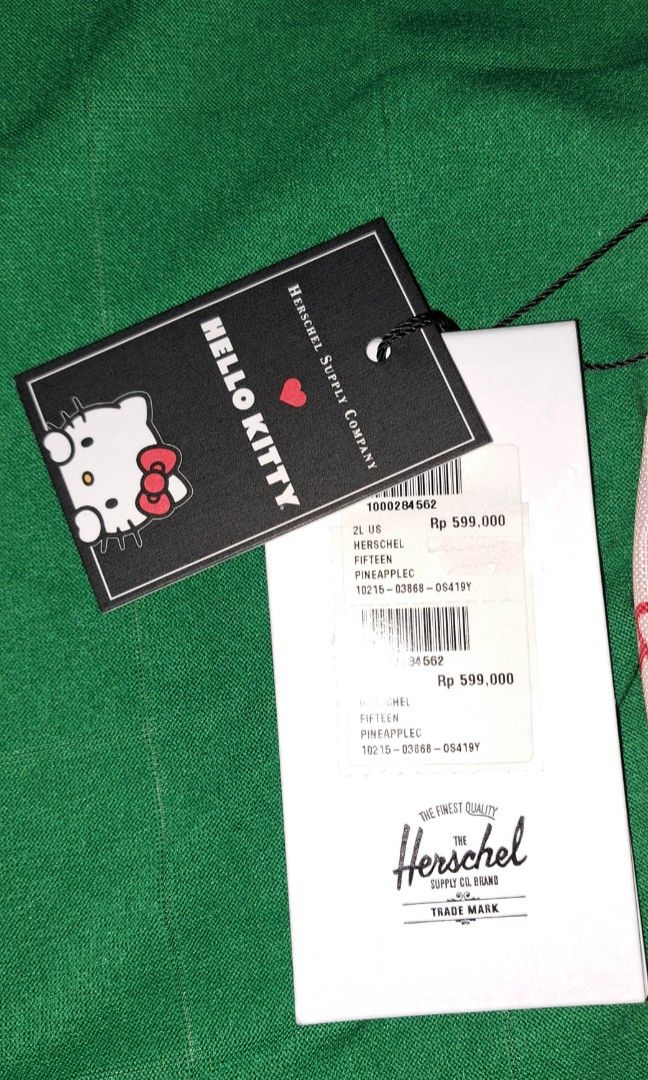 HERSCHEL SUPPLY COMPANY
HELLO KITTY
1000284562
2L US Rp 599,000
HERSCHEL
FIFTEEN
PINEAPPLEC
10215-03868-OS419Y
84562
Rp 599,000
FIFTEEN
PINEAPPLEC
10215-03868-OS419Y
THE FINEST QUALITY
THE
Herschel
SUPPLY CO. BRAND
TRADE MARK